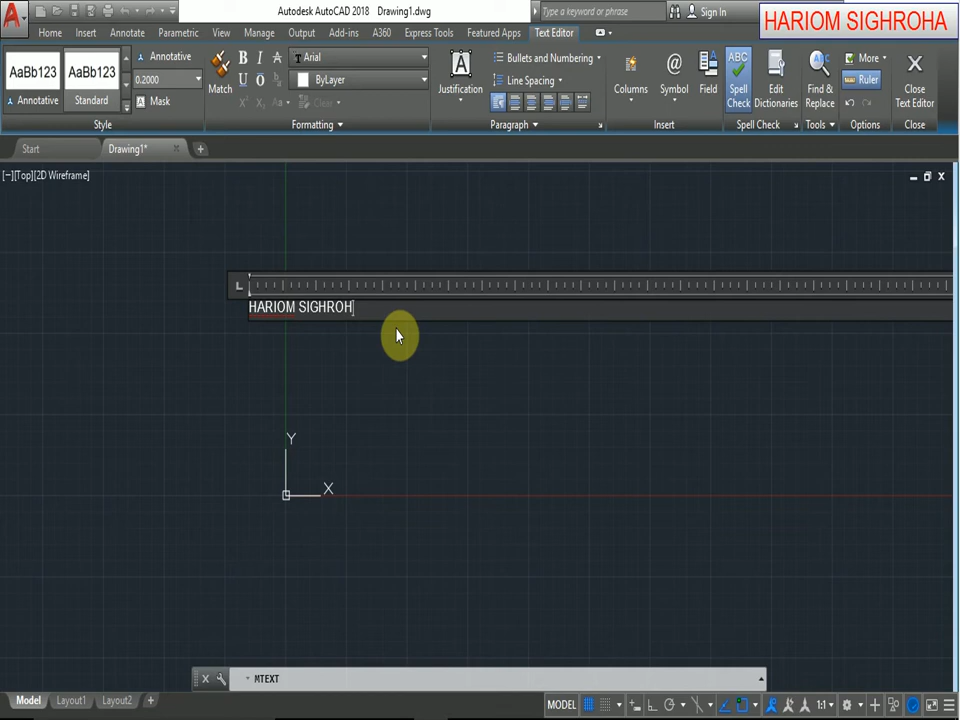 Autodesk AutoCAD 2018 Drawing1.dwg
Type a keyword or phrase
Sign In
HARIOM SIGHROHA
Home Insert Annotate Parametric View Manage Output Add-ins A360 Express Tools Featured Apps Text Editor
AaBb123 AaBb123 Annotative
Annotative Standard 0.2000 Mask
Match
B I A Arial
U O ByLayer
Clear
Justification
Bullets and Numbering
Line Spacing
Columns Symbol Field
ABC Spell Check
Edit Dictionaries
Find & Replace
More
Ruler
Close Text Editor
Style Formatting Paragraph Insert Spell Check Tools Options Close
Start Drawing1*
[−][Top][2D Wireframe]
HARIOM SIGHROH
Y
X
MTEXT
Model Layout1 Layout2
MODEL 1:1